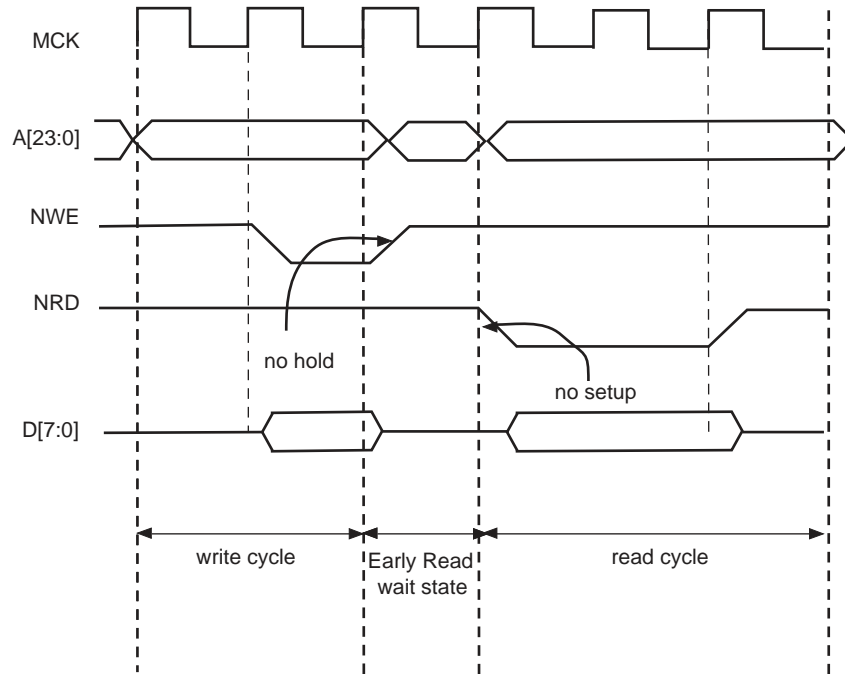 MCK
A[23:0]
NWE
NRD
no hold
no setup
D[7:0]
write cycle
Early Read
wait state
read cycle